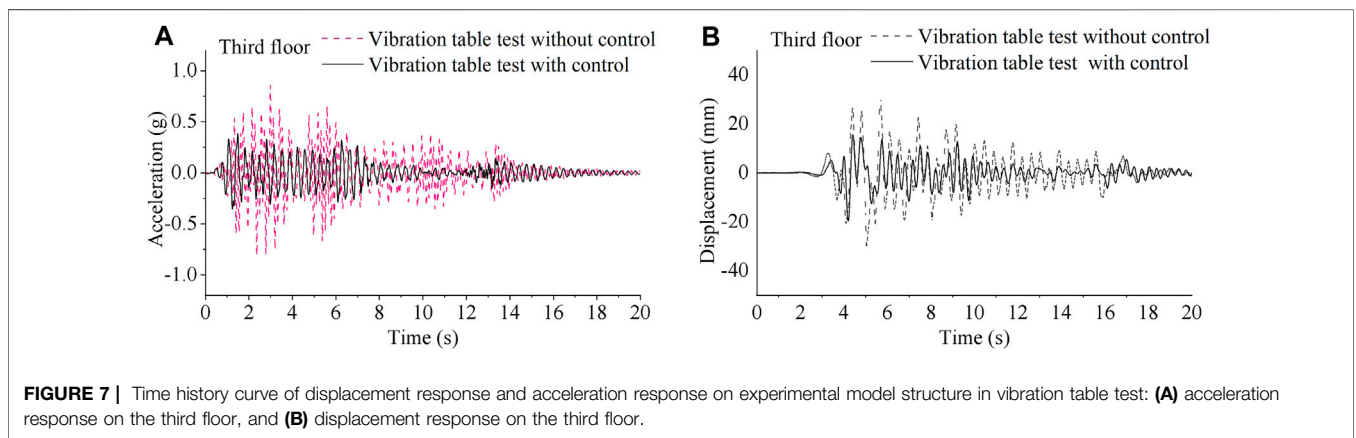 A
Third floor
Vibration table test without control
Vibration table test with control
1.0
0.5
0.0
-0.5
-1.0
Acceleration (g)
0 2 4 6 8 10 12 14 16 18 20
Time (s)
B
Third floor
Vibration table test without control
Vibration table test with control
40
20
0
-20
-40
Displacement (mm)
0 2 4 6 8 10 12 14 16 18 20
Time (s)
FIGURE 7 | Time history curve of displacement response and acceleration response on experimental model structure in vibration table test: (A) acceleration
response on the third floor, and (B) displacement response on the third floor.